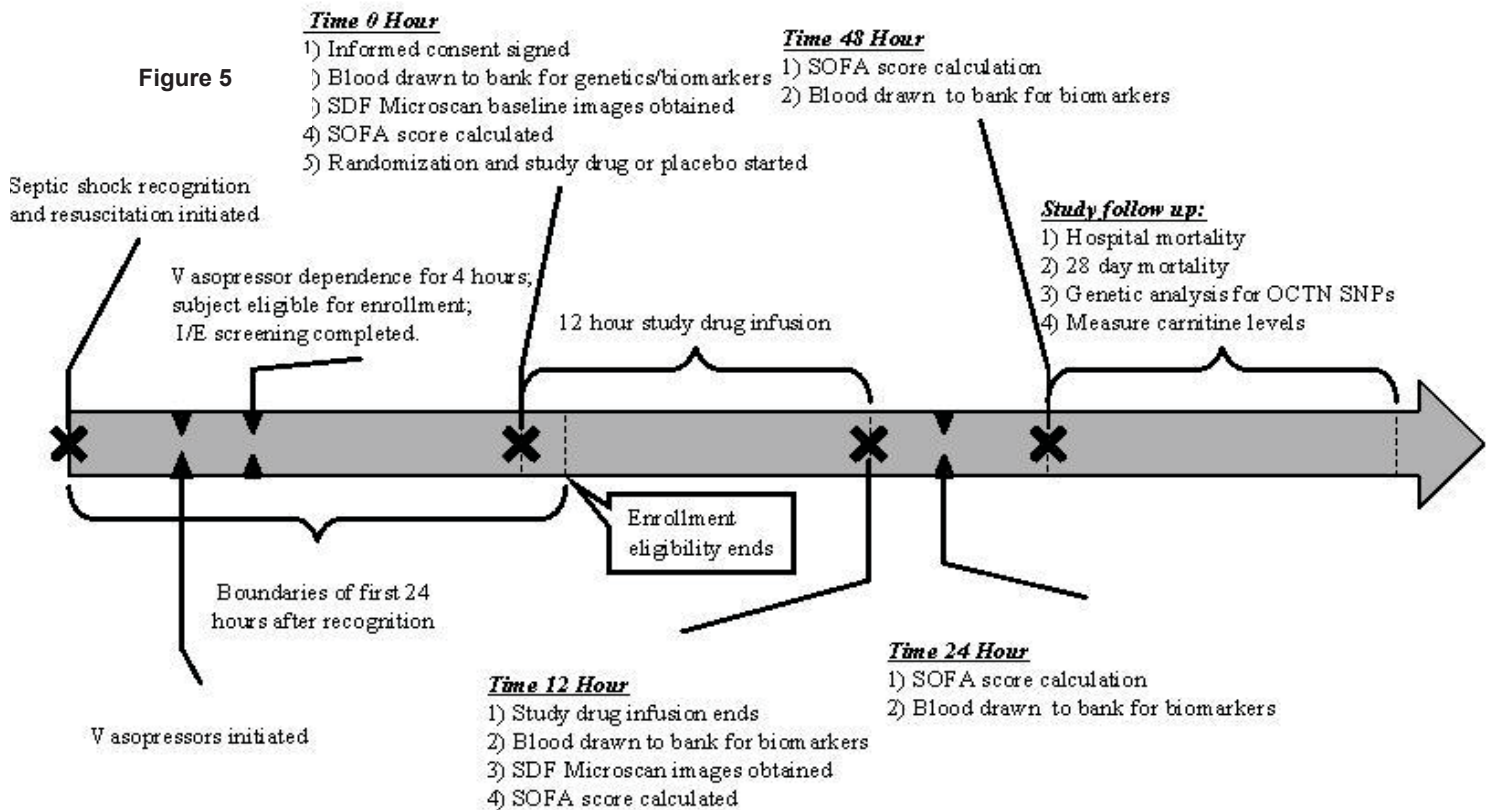 Figure 5
Time 0 Hour
1) Informed consent signed
) Blood drawn to bank for genetics/biomarkers
) SDF Microscan baseline images obtained
4) SOFA score calculated
5) Randomization and study drug or placebo started
Time 48 Hour
1) SOFA score calculation
2) Blood drawn to bank for biomarkers
Septic shock recognition
and resuscitation initiated
Vasopressor dependence for 4 hours;
subject eligible for enrollment;
I/E screening completed.
12 hour study drug infusion
Study follow up:
1) Hospital mortality
2) 28 day mortality
3) Genetic analysis for OCTN SNPs
4) Measure carnitine levels
Enrollment
eligibility ends
Boundaries of first 24
hours after recognition
Vasopressors initiated
Time 12 Hour
1) Study drug infusion ends
2) Blood drawn to bank for biomarkers
3) SDF Microscan images obtained
4) SOFA score calculated
Time 24 Hour
1) SOFA score calculation
2) Blood drawn to bank for biomarkers